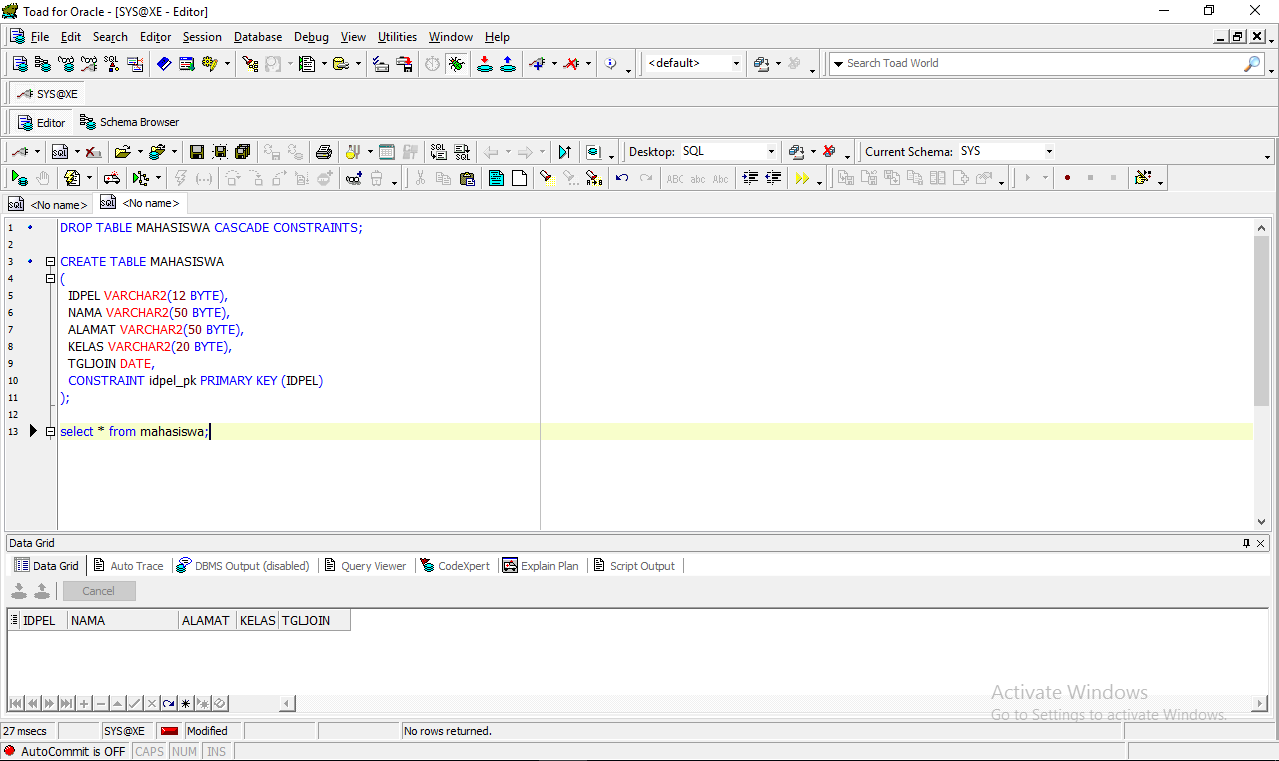 Toad for Oracle - [SYS@XE - Editor]
File Edit Search Editor Session Database Debug View Utilities Window Help
<default> Search Toad World
SYS@XE
Editor Schema Browser
SQL SQL SQL Desktop: SQL Current Schema: SYS
ABC abc Abc
<No name> <No name>
1 DROP TABLE MAHASISWA CASCADE CONSTRAINTS;
2
3 CREATE TABLE MAHASISWA
4 (
5 IDPEL VARCHAR2(12 BYTE),
6 NAMA VARCHAR2(50 BYTE),
7 ALAMAT VARCHAR2(50 BYTE),
8 KELAS VARCHAR2(20 BYTE),
9 TGLJOIN DATE,
10 CONSTRAINT idpel_pk PRIMARY KEY (IDPEL)
11 );
12
13 select * from mahasiswa;
Data Grid
Data Grid Auto Trace DBMS Output (disabled) Query Viewer CodeXpert Explain Plan Script Output
Cancel
IDPEL NAMA ALAMAT KELAS TGLJOIN
Activate Windows
Go to Settings to activate Windows.
27 msecs SYS@XE Modified No rows returned.
AutoCommit is OFF CAPS NUM INS